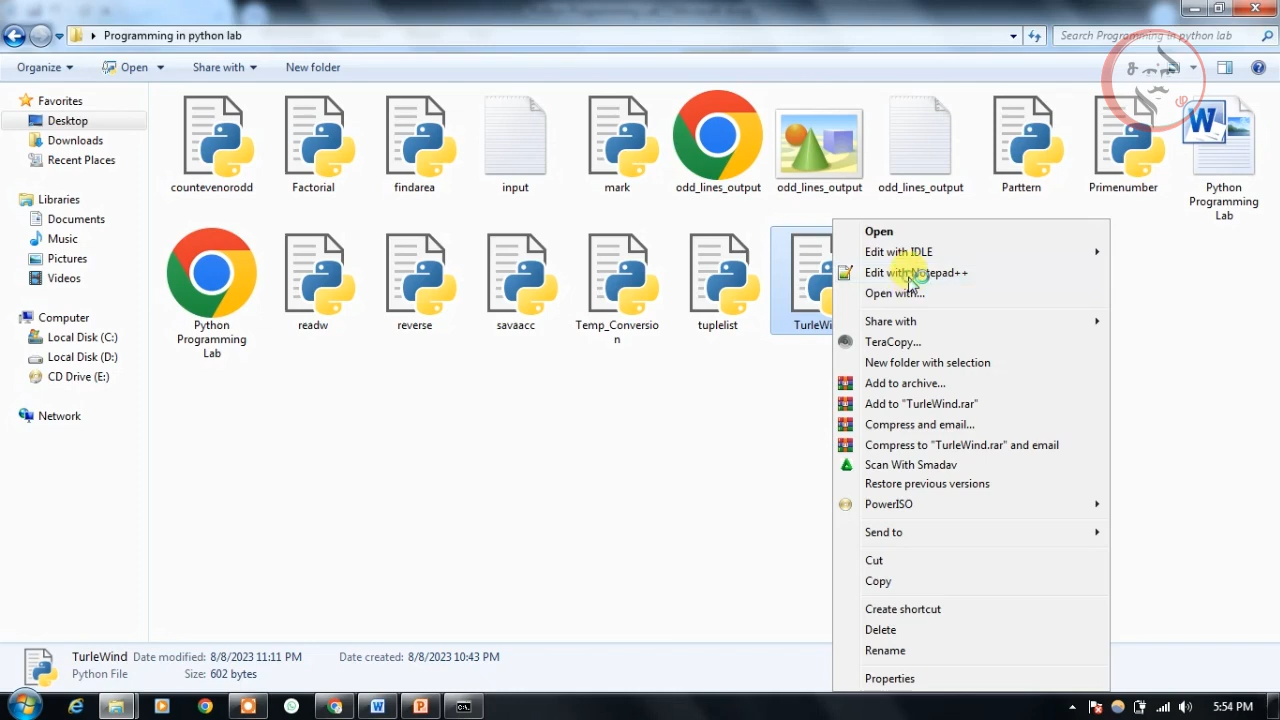 Programming in python lab
Search Programming in python lab
Organize
Open
Share with
New folder
Favorites
Desktop
Downloads
Recent Places
Libraries
Documents
Music
Pictures
Videos
Computer
Local Disk (C:)
Local Disk (D:)
CD Drive (E:)
Network
countevenorodd
Factorial
findarea
input
mark
odd_lines_output
odd_lines_output
odd_lines_output
Parttern
Primenumber
Python
Programming
Lab
Python
Programming
Lab
readw
reverse
savaacc
Temp_Conversio
n
tuplelist
TurleWi
Open
Edit with IDLE
Edit with Notepad++
Open with...
Share with
TeraCopy...
New folder with selection
Add to archive...
Add to "TurleWind.rar"
Compress and email...
Compress to "TurleWind.rar" and email
Scan With Smadav
Restore previous versions
PowerISO
Send to
Cut
Copy
Create shortcut
Delete
Rename
Properties
TurleWind Date modified: 8/8/2023 11:11 PM Date created: 8/8/2023 10:43 PM
Python File Size: 602 bytes
5:54 PM